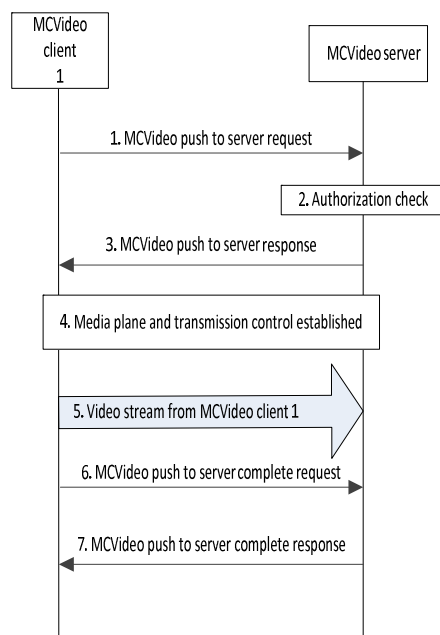 MCVideo
client
1
MCVideo server
1. MCVideo push to server request
2. Authorization check
3. MCVideo push to server response
4. Media plane and transmission control established
5. Video stream from MCVideo client 1
6. MCVideo push to server complete request
7. MCVideo push to server complete response